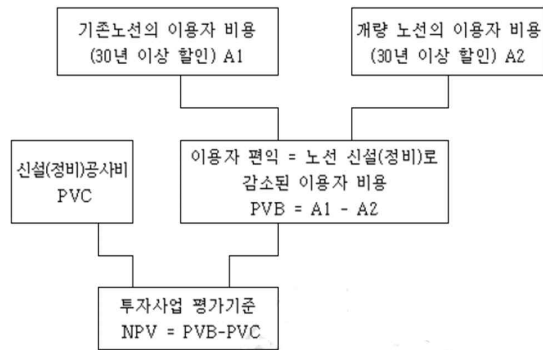 기존노선의 이용자 비용
(30년 이상 할인) A1
개량 노선의 이용자 비용
(30년 이상 할인) A2
신설(정비)공사비
PVC
이용자 편익 = 노선 신설(정비)로
감소된 이용자 비용
PVB = A1 - A2
투자사업 평가기준
NPV = PVB-PVC